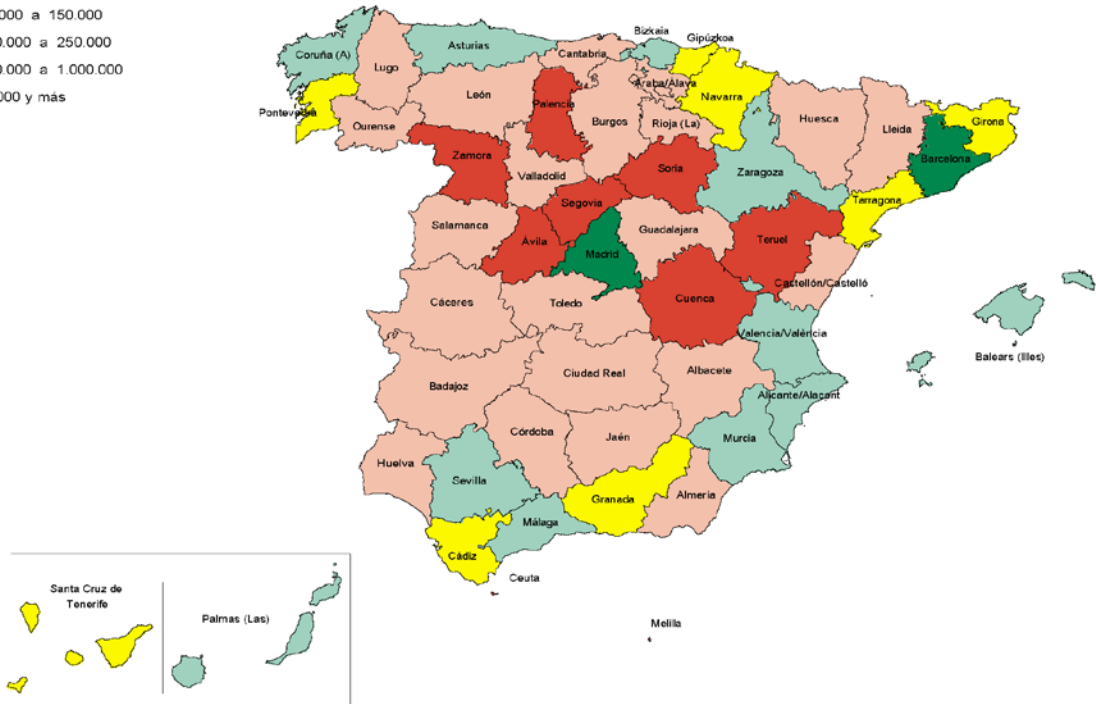 000 a 150.000
0.000 a 250.000
0.000 a 1.000.000
000 y más
Bizkaia
Gipúzkoa
Coruña (A)
Asturias
Cantabria
Lugo
Araba/Álava
León
Palencia
Navarra
Pontevedra
Burgos
Rioja (La)
Huesca
Lleida
Girona
Ourense
Zamora
Valladolid
Soria
Zaragoza
Barcelona
Segovia
Tarragona
Salamanca
Ávila
Madrid
Guadalajara
Teruel
Castellón/Castelló
Cáceres
Toledo
Cuenca
Valencia/València
Balears (Illes)
Badajoz
Ciudad Real
Albacete
Alicante/Alacant
Córdoba
Jaén
Murcia
Huelva
Sevilla
Granada
Almería
Málaga
Cádiz
Ceuta
Santa Cruz de
Tenerife
Palmas (Las)
Melilla